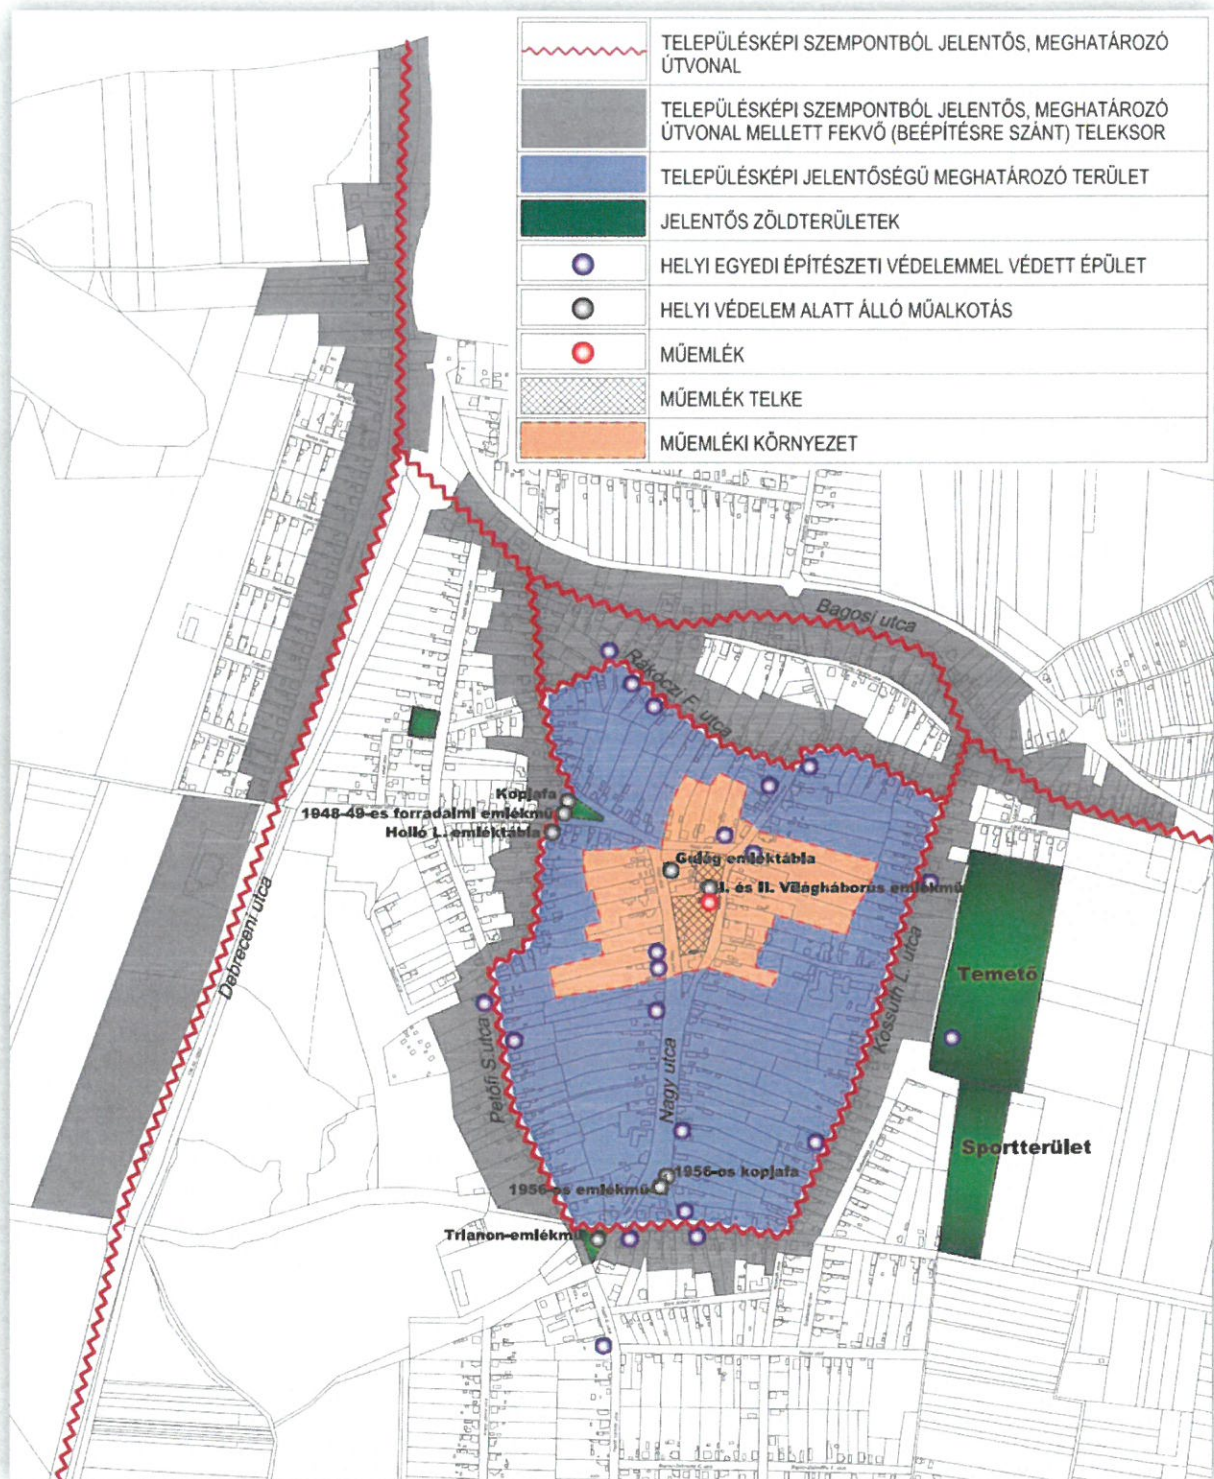 TELEPÜLÉSKÉPI SZEMPONTBÓL JELENTŐS, MEGHATÁROZÓ
ÚTVONAL
TELEPÜLÉSKÉPI SZEMPONTBÓL JELENTŐS, MEGHATÁROZÓ
ÚTVONAL MELLETT FEKVŐ (BEÉPÍTÉSRE SZÁNT) TELEKSOR
TELEPÜLÉSKÉPI JELENTŐSÉGŰ MEGHATÁROZÓ TERÜLET
JELENTŐS ZÖLDTERÜLETEK
HELYI EGYEDI ÉPÍTÉSZETI VÉDELEMMEL VÉDETT ÉPÜLET
HELYI VÉDELEM ALATT ÁLLÓ MŰALKOTÁS
MŰEMLÉK
MŰEMLÉK TELKE
MŰEMLÉKI KÖRNYEZET
Bagosi utca
Rákóczi F. utca
Kopjafa
1948-49-es forradalmi emlékmű
Holló L. emléktábla
Gulág emléktábla
I. és II. Világháborús emlékmű
Debreceni utca
Temető
Kossuth L. utca
Petőfi S. utca
Nagy utca
Sportterület
1956-os kopjafa
1956-os emlékmű
Trianon-emlékmű